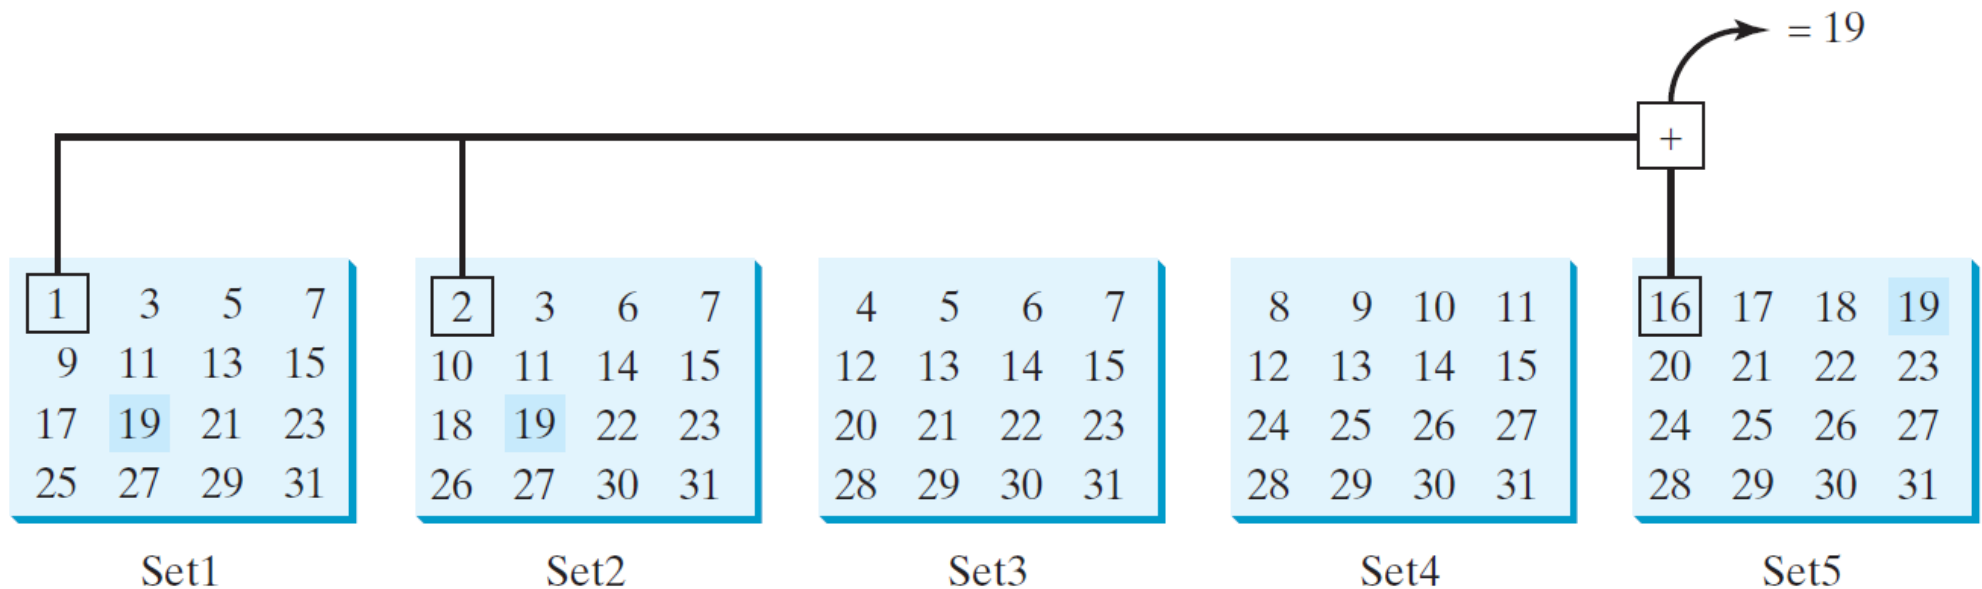 = 19
+
1 3 5 7
9 11 13 15
17 19 21 23
25 27 29 31
Set1
2 3 6 7
10 11 14 15
18 19 22 23
26 27 30 31
Set2
4 5 6 7
12 13 14 15
20 21 22 23
28 29 30 31
Set3
8 9 10 11
12 13 14 15
24 25 26 27
28 29 30 31
Set4
16 17 18 19
20 21 22 23
24 25 26 27
28 29 30 31
Set5